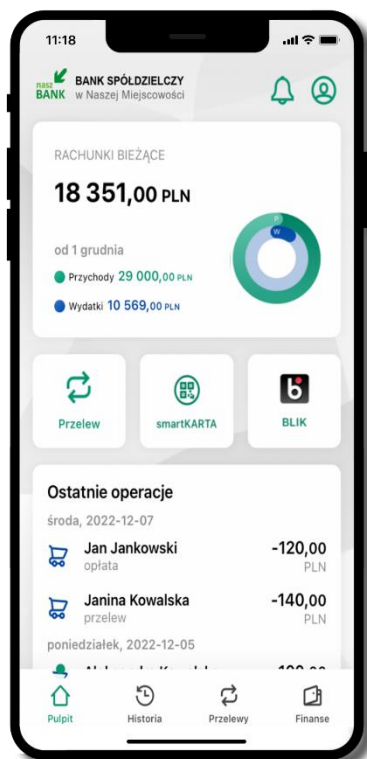 11:18
nasz BANK
BANK SPÓŁDZIELCZY
w Naszej Miejscowości
RACHUNKI BIEŻĄCE
18 351,00 PLN
od 1 grudnia
Przychody 29 000,00 PLN
Wydatki 10 569,00 PLN
P
W
Przelew
smartKARTA
BLIK
Ostatnie operacje
środa, 2022-12-07
Jan Jankowski -120,00
opłata PLN
Janina Kowalska -140,00
przelew PLN
poniedziałek, 2022-12-05
Pulpit
Historia
Przelewy
Finanse